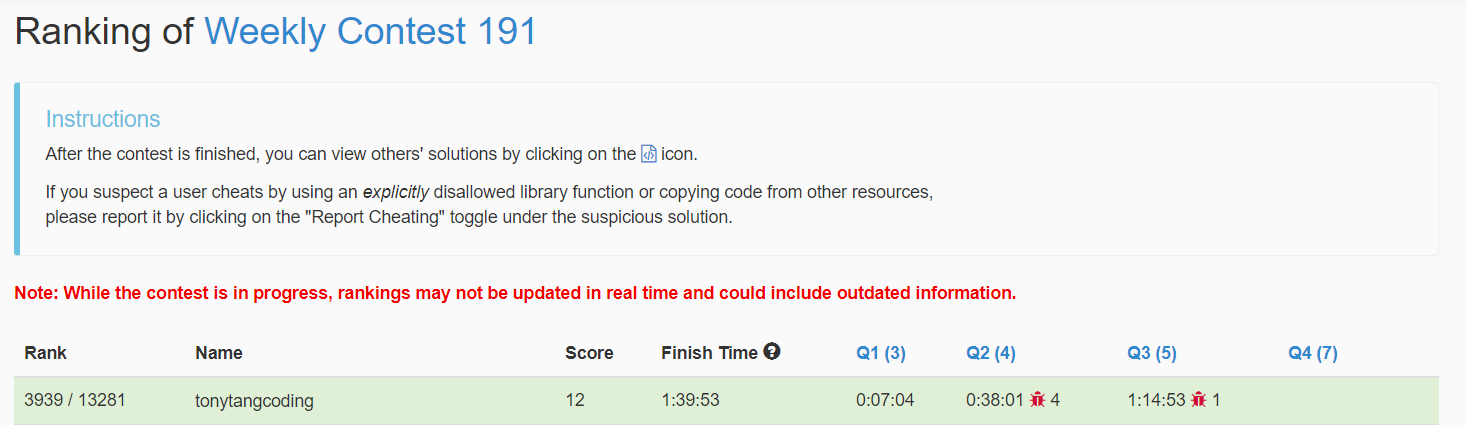 Ranking of Weekly Contest 191
Instructions
After the contest is finished, you can view others' solutions by clicking on the icon.
If you suspect a user cheats by using an explicitly disallowed library function or copying code from other resources,
please report it by clicking on the "Report Cheating" toggle under the suspicious solution.
Note: While the contest is in progress, rankings may not be updated in real time and could include outdated information.
Rank Name Score Finish Time ? Q1 (3) Q2 (4) Q3 (5) Q4 (7)
3939 / 13281 tonytangcoding 12 1:39:53 0:07:04 0:38:01 4 1:14:53 1